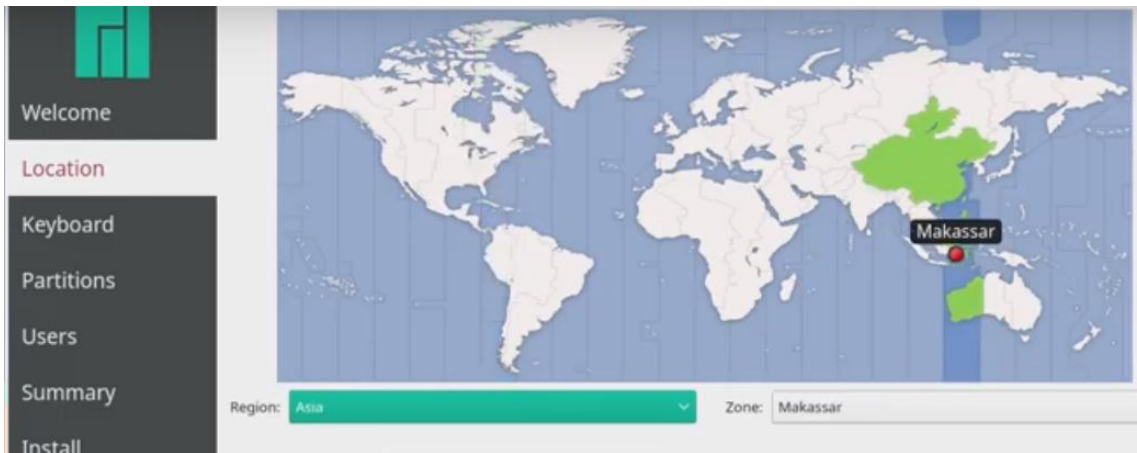 Welcome
Location
Keyboard
Partitions
Users
Summary
Install
Makassar
Region: Asia Zone: Makassar